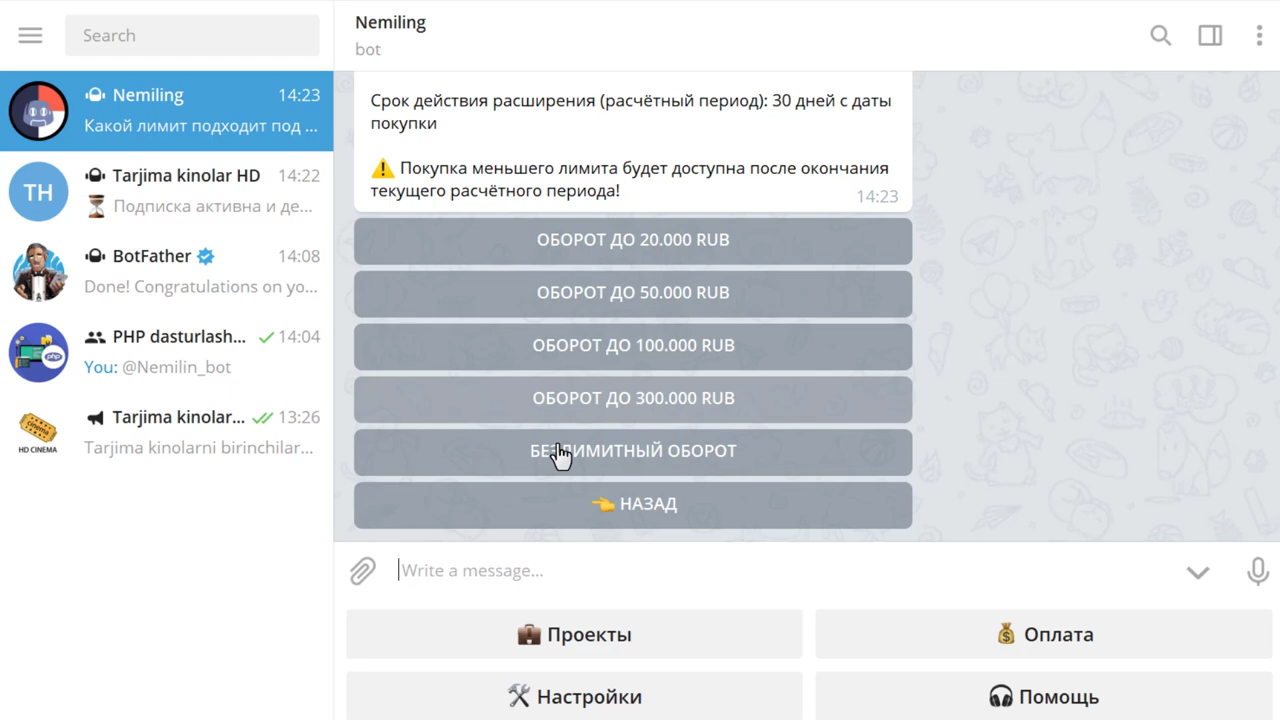 Search
Nemiling
14:23
Какой лимит подходит под ...
TH
Tarjima kinolar HD
14:22
Подписка активна и де...
BotFather
14:08
Done! Congratulations on yo...
PHP dasturlash...
14:04
You: @Nemilin_bot
HD CINEMA
Tarjima kinolar...
13:26
Tarjima kinolarni birinchilar...
Nemiling
bot
Срок действия расширения (расчётный период): 30 дней с даты
покупки
Покупка меньшего лимита будет доступна после окончания
текущего расчётного периода!
14:23
ОБОРОТ ДО 20.000 RUB
ОБОРОТ ДО 50.000 RUB
ОБОРОТ ДО 100.000 RUB
ОБОРОТ ДО 300.000 RUB
БЕЗЛИМИТНЫЙ ОБОРОТ
НАЗАД
Write a message...
Проекты
Оплата
Настройки
Помощь